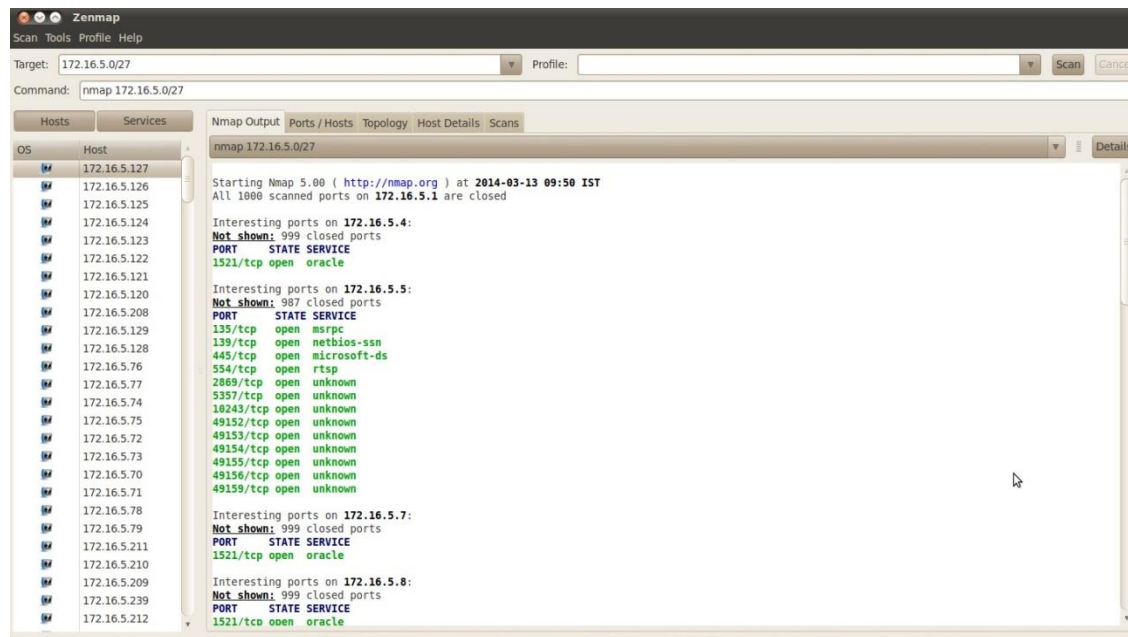 Zenmap
Scan Tools Profile Help
Target: 172.16.5.0/27 Profile: Scan Cance
Command: nmap 172.16.5.0/27
Hosts Services
OS Host
172.16.5.127
172.16.5.126
172.16.5.125
172.16.5.124
172.16.5.123
172.16.5.122
172.16.5.121
172.16.5.120
172.16.5.208
172.16.5.129
172.16.5.128
172.16.5.76
172.16.5.77
172.16.5.74
172.16.5.75
172.16.5.72
172.16.5.73
172.16.5.70
172.16.5.71
172.16.5.78
172.16.5.79
172.16.5.211
172.16.5.210
172.16.5.209
172.16.5.239
172.16.5.212
Nmap Output Ports / Hosts Topology Host Details Scans
nmap 172.16.5.0/27 Details
Starting Nmap 5.00 ( http://nmap.org ) at 2014-03-13 09:50 IST
All 1000 scanned ports on 172.16.5.1 are closed
Interesting ports on 172.16.5.4:
Not shown: 999 closed ports
PORT STATE SERVICE
1521/tcp open oracle
Interesting ports on 172.16.5.5:
Not shown: 987 closed ports
PORT STATE SERVICE
135/tcp open msrpc
139/tcp open netbios-ssn
445/tcp open microsoft-ds
554/tcp open rtsp
2869/tcp open unknown
5357/tcp open unknown
10243/tcp open unknown
49152/tcp open unknown
49153/tcp open unknown
49154/tcp open unknown
49155/tcp open unknown
49156/tcp open unknown
49159/tcp open unknown
Interesting ports on 172.16.5.7:
Not shown: 999 closed ports
PORT STATE SERVICE
1521/tcp open oracle
Interesting ports on 172.16.5.8:
Not shown: 999 closed ports
PORT STATE SERVICE
1521/tcp open oracle